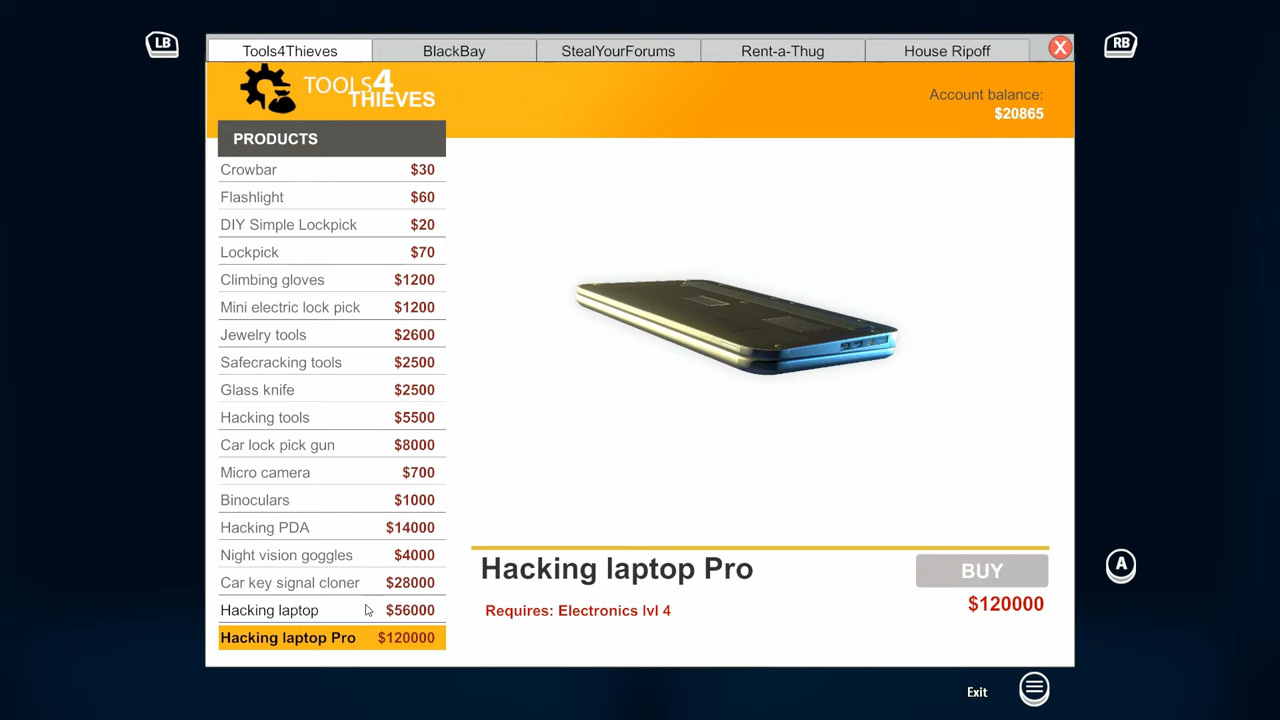 LB
Tools4Thieves
BlackBay
StealYourForums
Rent-a-Thug
House Ripoff
X
RB
TOOLS 4
THIEVES
Account balance:
$20865
PRODUCTS
Crowbar $30
Flashlight $60
DIY Simple Lockpick $20
Lockpick $70
Climbing gloves $1200
Mini electric lock pick $1200
Jewelry tools $2600
Safecracking tools $2500
Glass knife $2500
Hacking tools $5500
Car lock pick gun $8000
Micro camera $700
Binoculars $1000
Hacking PDA $14000
Night vision goggles $4000
Car key signal cloner $28000
Hacking laptop $56000
Hacking laptop Pro $120000
Hacking laptop Pro
BUY
A
Requires: Electronics lvl 4
$120000
Exit